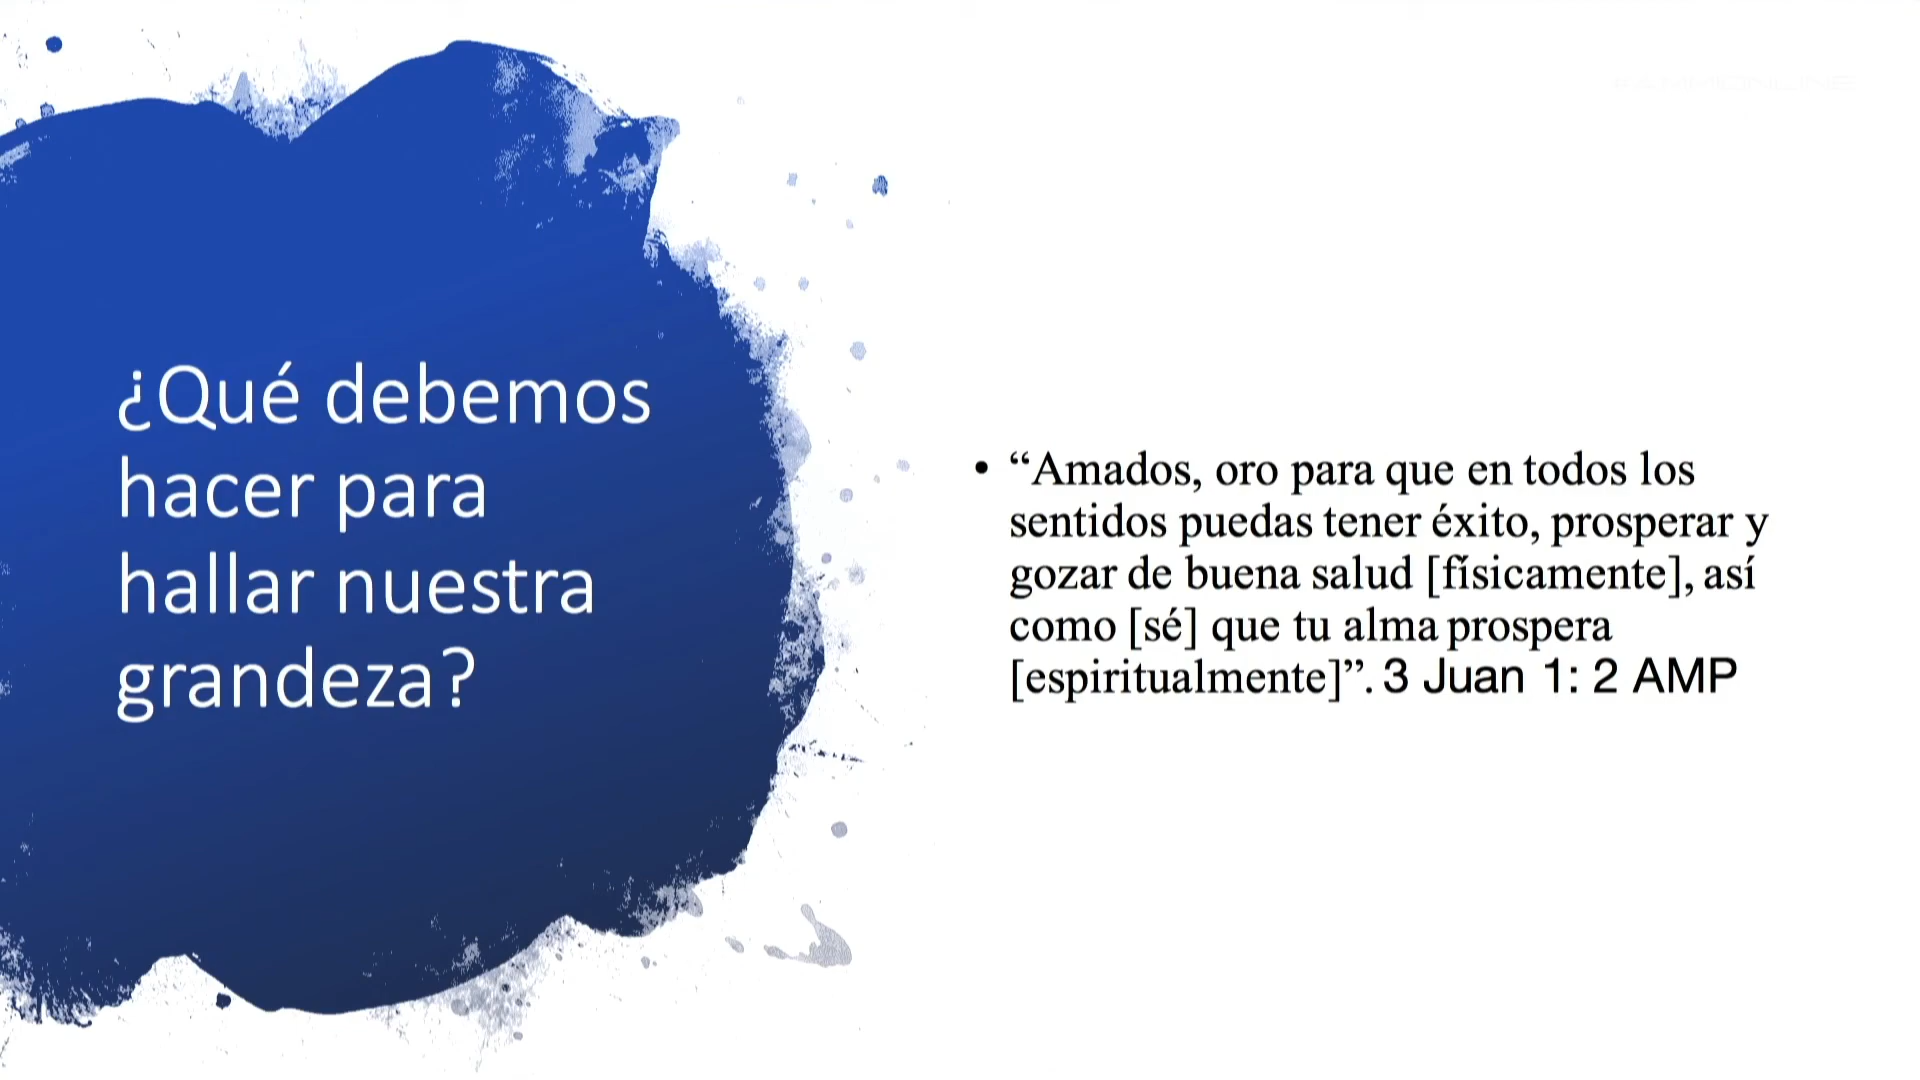 ¿Qué debemos
hacer para
hallar nuestra
grandeza?
• “Amados, oro para que en todos los
sentidos puedas tener éxito, prosperar y
gozar de buena salud [físicamente], así
como [sé] que tu alma prospera
[espiritualmente]”. 3 Juan 1: 2 AMP